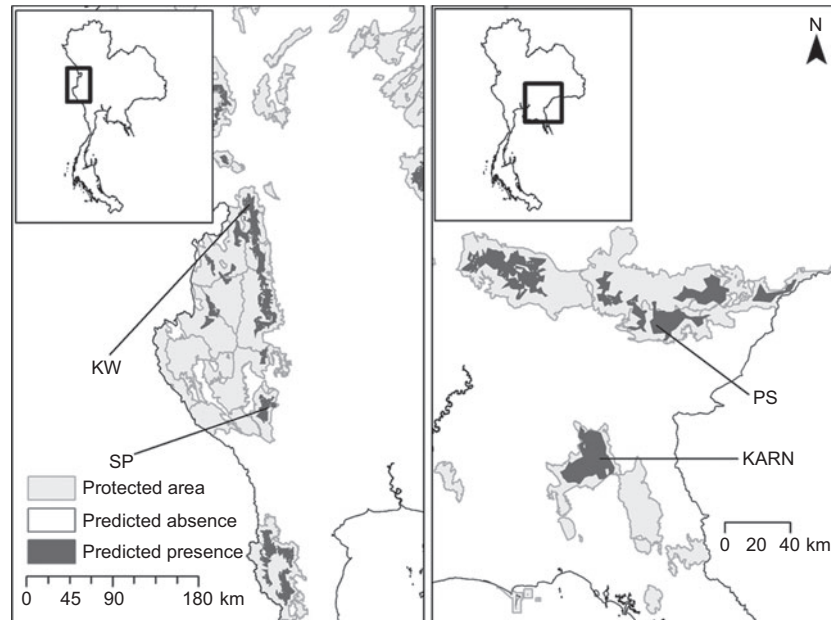 N
KW
SP
Protected area
Predicted absence
Predicted presence
0 45 90 180 km
PS
KARN
0 20 40 km